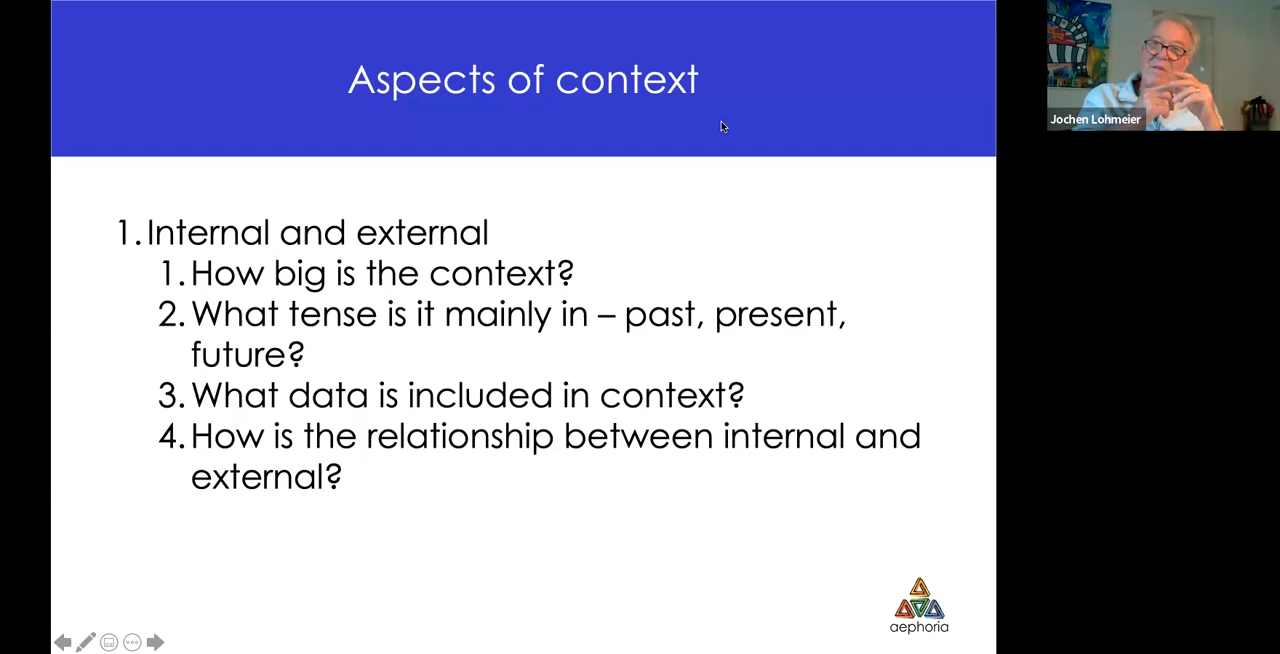 Aspects of context
Jochen Lohmeier
1.Internal and external
1.How big is the context?
2.What tense is it mainly in – past, present,
future?
3.What data is included in context?
4.How is the relationship between internal and
external?
aephoria